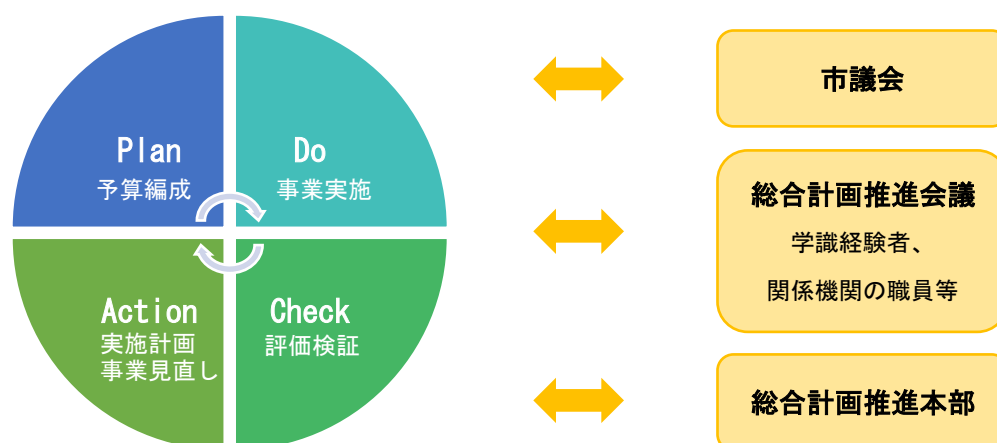 Plan
予算編成
Do
事業実施
Action
実施計画
事業見直し
Check
評価検証
市議会
総合計画推進会議
学識経験者、
関係機関の職員等
総合計画推進本部